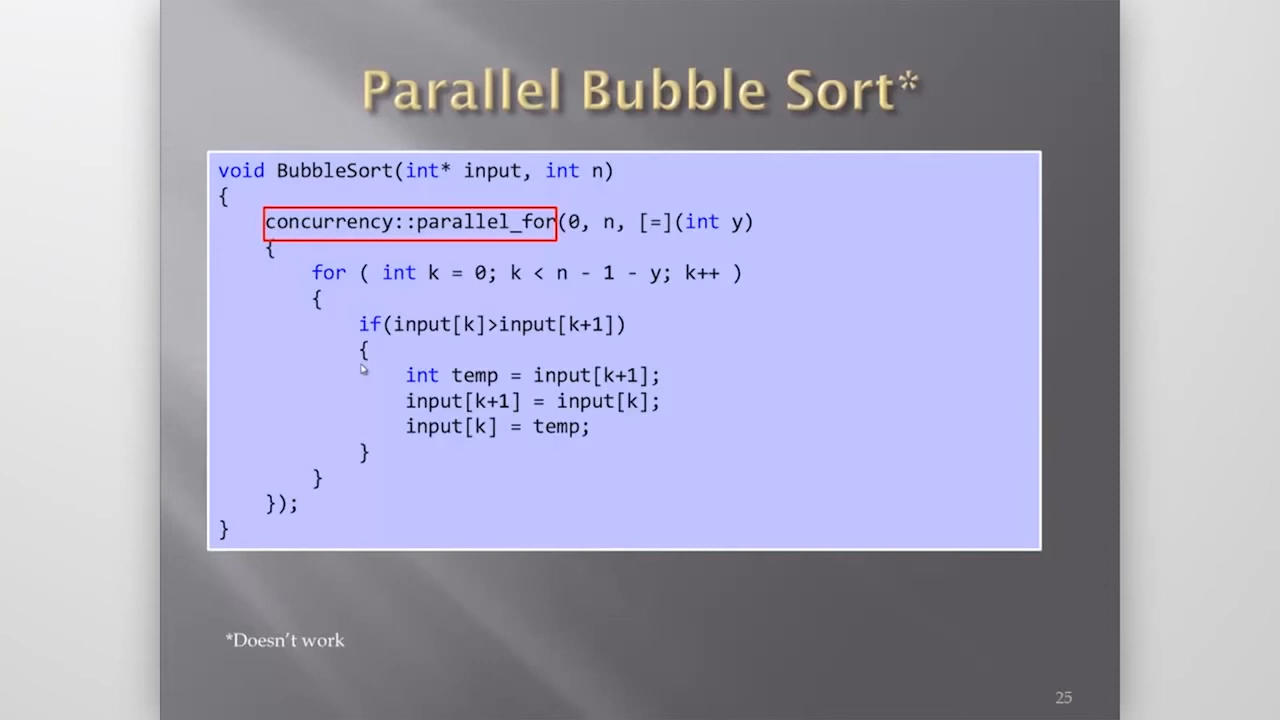 Parallel Bubble Sort*
void BubbleSort(int* input, int n)
{
    concurrency::parallel_for(0, n, [=](int y)
    {
        for ( int k = 0; k < n - 1 - y; k++ )
        {
            if(input[k]>input[k+1])
            {
                int temp = input[k+1];
                input[k+1] = input[k];
                input[k] = temp;
            }
        }
    });
}
*Doesn't work
25